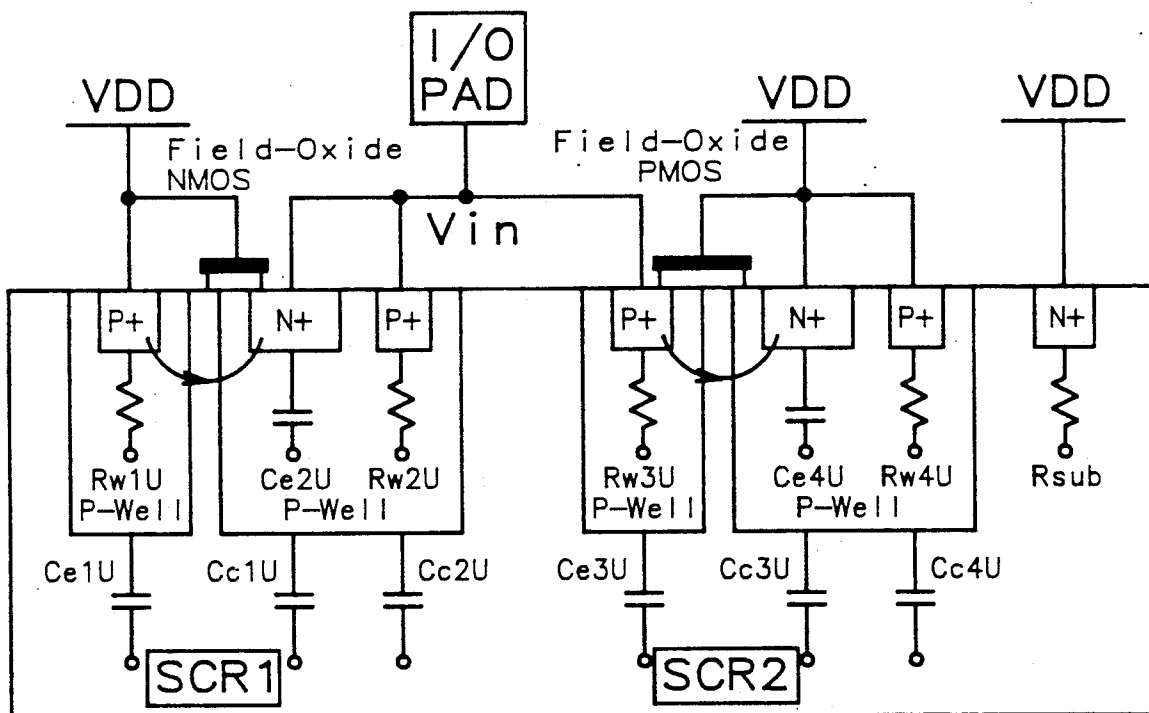 I/O
PAD
VDD
VDD
VDD
Field-Oxide
NMOS
Field-Oxide
PMOS
Vin
P+
N+
P+
P+
N+
P+
N+
Rw1U
Ce2U
Rw2U
Rw3U
Ce4U
Rw4U
Rsub
P-Well
P-Well
P-Well
P-Well
Ce1U
Cc1U
Cc2U
Ce3U
Cc3U
Cc4U
SCR1
SCR2